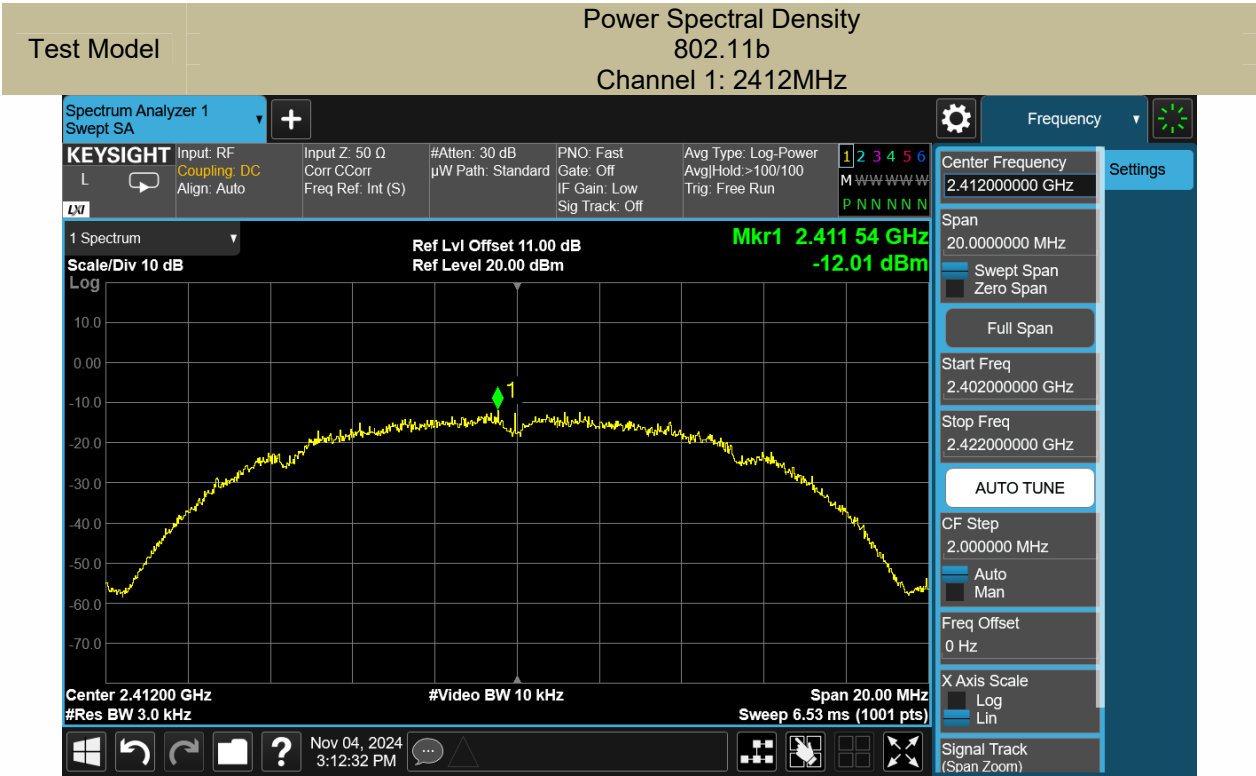 Test Model
Power Spectral Density
802.11b
Channel 1: 2412MHz
Spectrum Analyzer 1
Swept SA
Frequency
KEYSIGHT
L
LXI
Input: RF
Coupling: DC
Align: Auto
Input Z: 50 Ω
Corr CCorr
Freq Ref: Int (S)
#Atten: 30 dB
µW Path: Standard
PNO: Fast
Gate: Off
IF Gain: Low
Sig Track: Off
Avg Type: Log-Power
Avg|Hold:>100/100
Trig: Free Run
1 2 3 4 5 6
M W W W W W
P N N N N N
Center Frequency
2.412000000 GHz
Settings
Span
20.0000000 MHz
Swept Span
Zero Span
Full Span
Start Freq
2.402000000 GHz
Stop Freq
2.422000000 GHz
AUTO TUNE
CF Step
2.000000 MHz
Auto
Man
Freq Offset
0 Hz
X Axis Scale
Log
Lin
Signal Track
(Span Zoom)
1 Spectrum
Scale/Div 10 dB
Log
Ref Lvl Offset 11.00 dB
Ref Level 20.00 dBm
Mkr1 2.411 54 GHz
-12.01 dBm
10.0
0.00
-10.0
-20.0
-30.0
-40.0
-50.0
-60.0
-70.0
1
Center 2.41200 GHz
#Res BW 3.0 kHz
#Video BW 10 kHz
Span 20.00 MHz
Sweep 6.53 ms (1001 pts)
?
Nov 04, 2024
3:12:32 PM